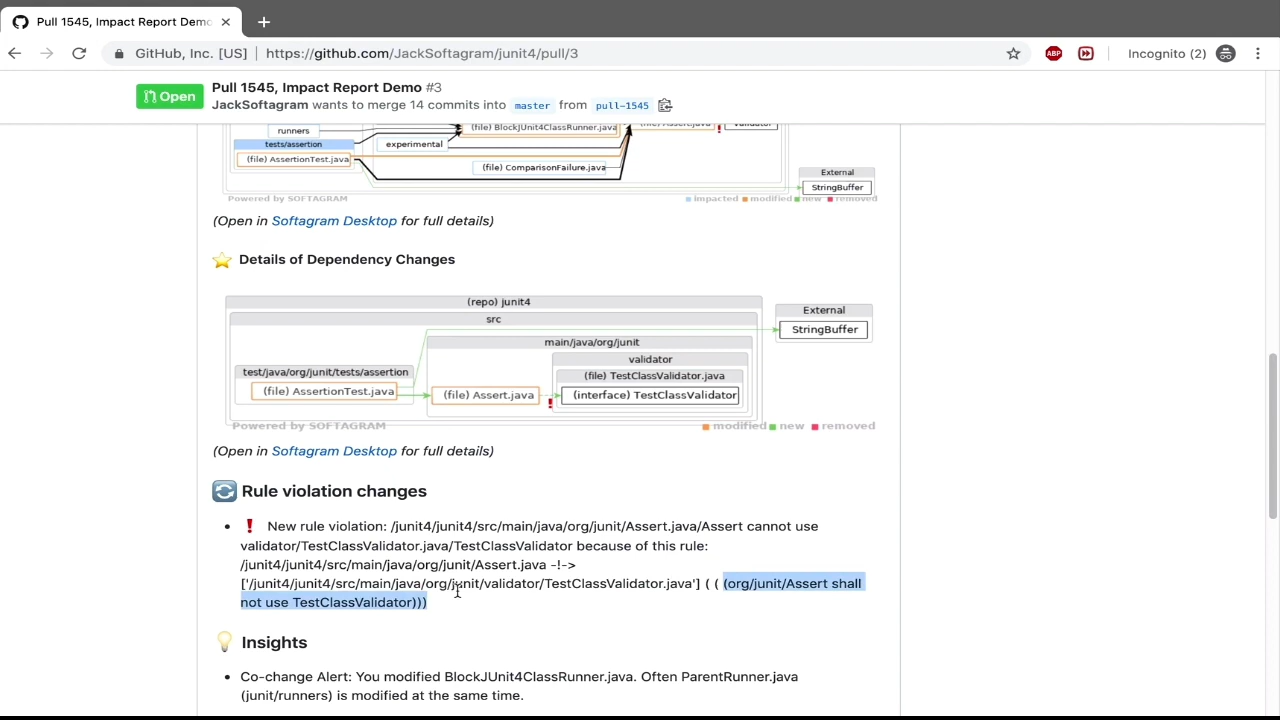 Pull 1545, Impact Report Demo
GitHub, Inc. [US] | https://github.com/JackSoftagram/junit4/pull/3
ABP
Incognito (2)
Open
Pull 1545, Impact Report Demo #3
JackSoftagram wants to merge 14 commits into master from pull-1545
runners
(file) BlockJUnit4ClassRunner.java
tests/assertion
experimental
(file) AssertionTest.java
(file) ComparisonFailure.java
External
StringBuffer
Powered by SOFTAGRAM
impacted modified new removed
(Open in Softagram Desktop for full details)
Details of Dependency Changes
(repo) junit4
External
src
StringBuffer
main/java/org/junit
validator
test/java/org/junit/tests/assertion
(file) TestClassValidator.java
(file) AssertionTest.java
(file) Assert.java
(interface) TestClassValidator
Powered by SOFTAGRAM
modified new removed
(Open in Softagram Desktop for full details)
Rule violation changes
• ❗ New rule violation: /junit4/junit4/src/main/java/org/junit/Assert.java/Assert cannot use
validator/TestClassValidator.java/TestClassValidator because of this rule:
/junit4/junit4/src/main/java/org/junit/Assert.java -!->
['/junit4/junit4/src/main/java/org/junit/validator/TestClassValidator.java'] ( ( (org/junit/Assert shall
not use TestClassValidator)))
Insights
• Co-change Alert: You modified BlockJUnit4ClassRunner.java. Often ParentRunner.java
(junit/runners) is modified at the same time.